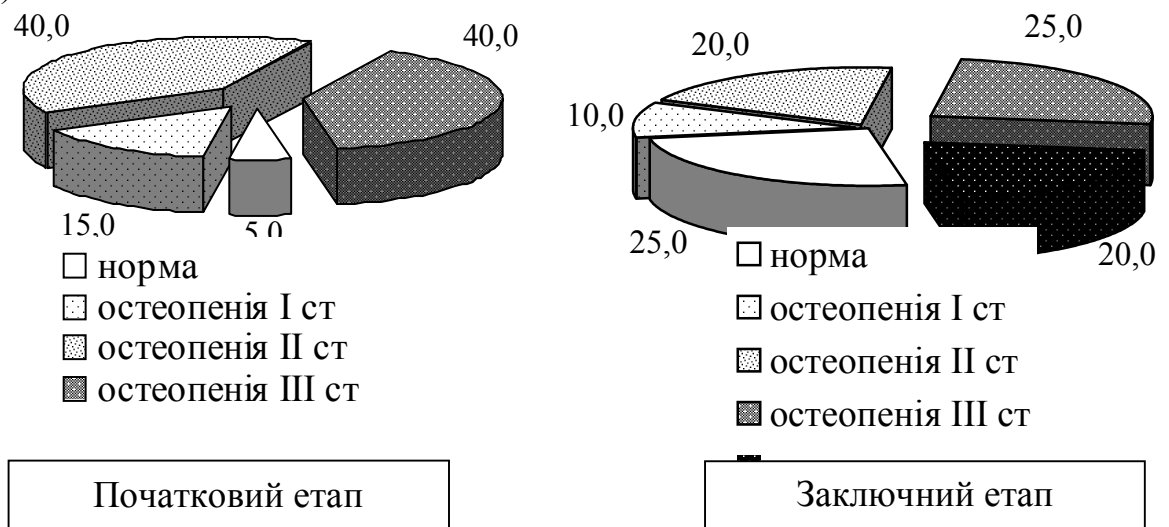 40,0
40,0
15,0
5,0
норма
остеопенія І ст
остеопенія ІІ ст
остеопенія ІІІ ст
Початковий етап
20,0
25,0
10,0
25,0
20,0
норма
остеопенія І ст
остеопенія ІІ ст
остеопенія ІІІ ст
Заключний етап